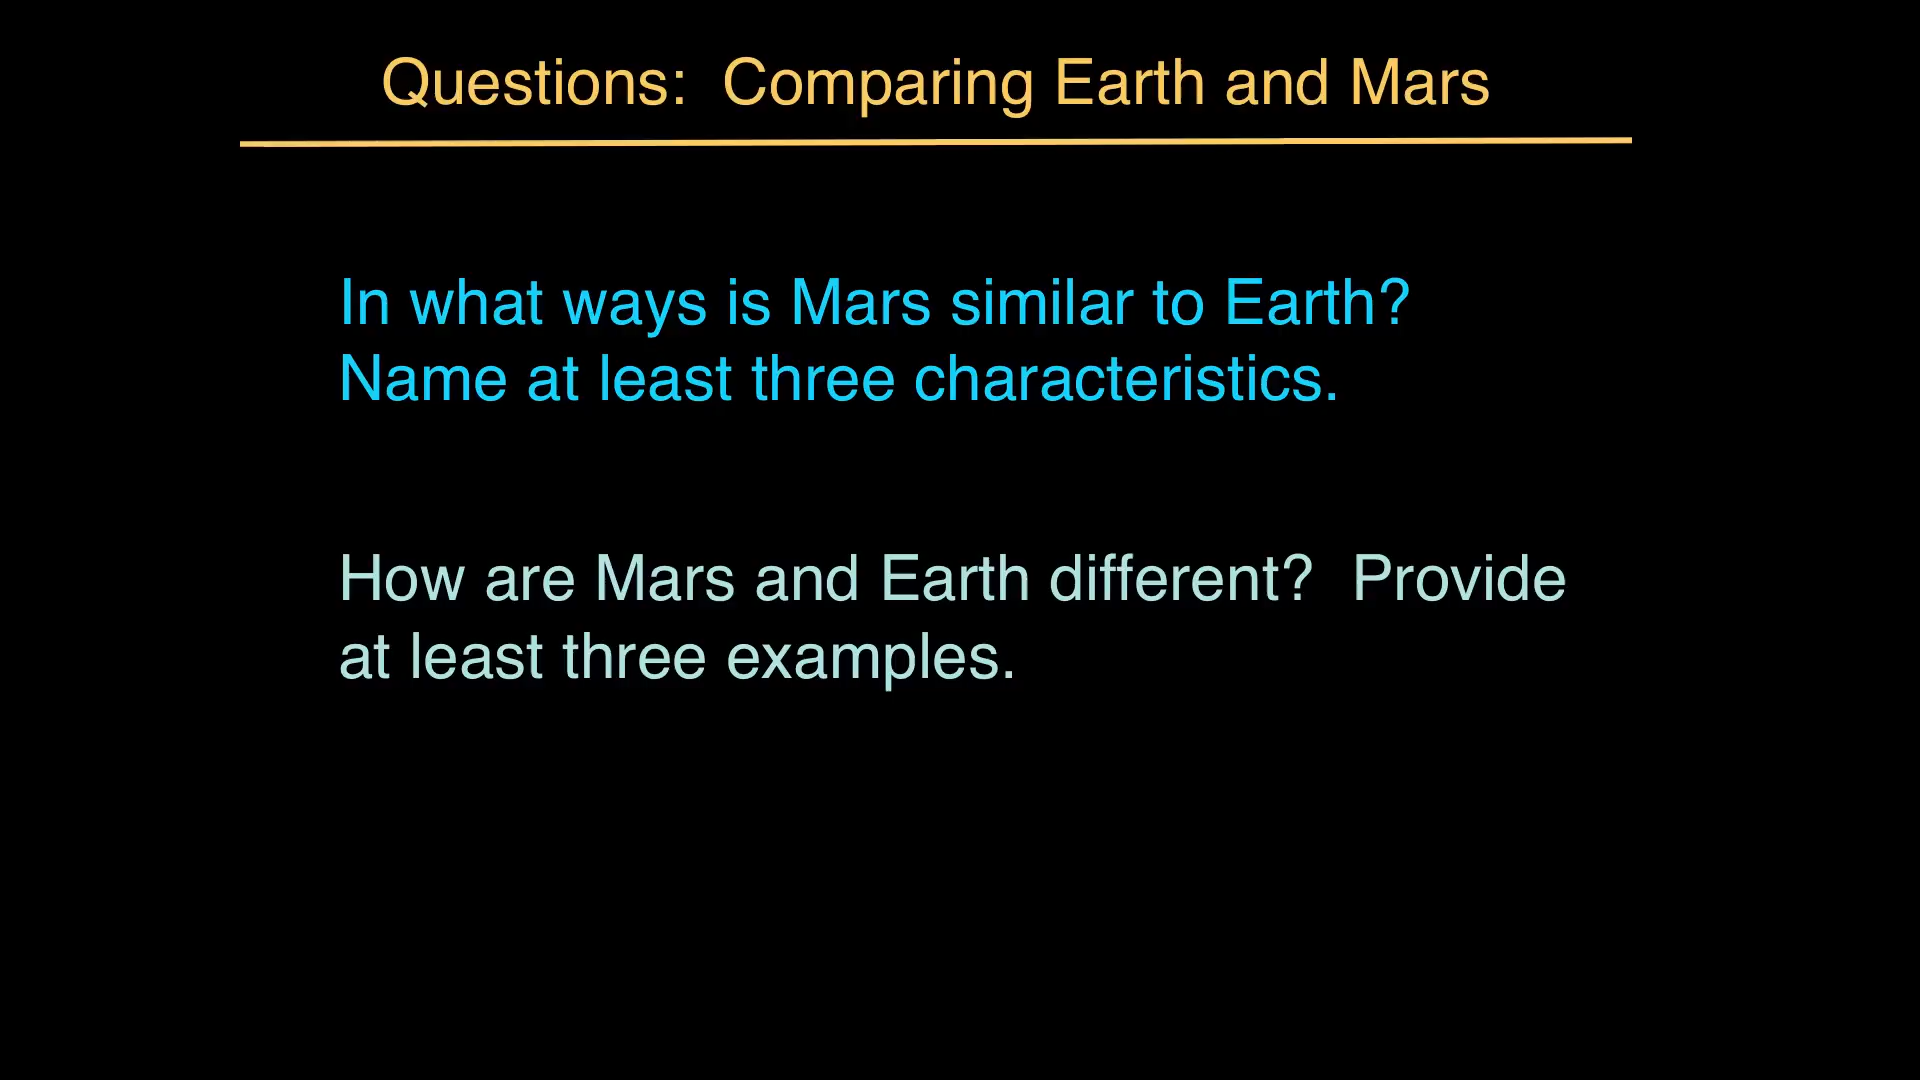 Questions:  Comparing Earth and Mars
In what ways is Mars similar to Earth?
Name at least three characteristics.
How are Mars and Earth different?  Provide
at least three examples.